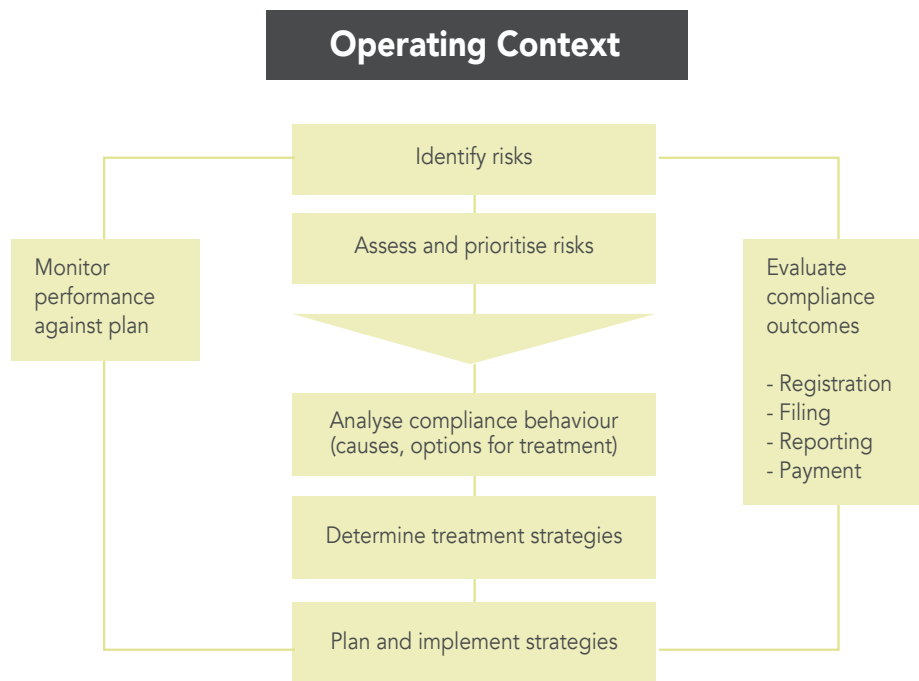 Operating Context
Identify risks
Assess and prioritise risks
Monitor
performance
against plan
Evaluate
compliance
outcomes
- Registration
- Filing
- Reporting
- Payment
Analyse compliance behaviour
(causes, options for treatment)
Determine treatment strategies
Plan and implement strategies